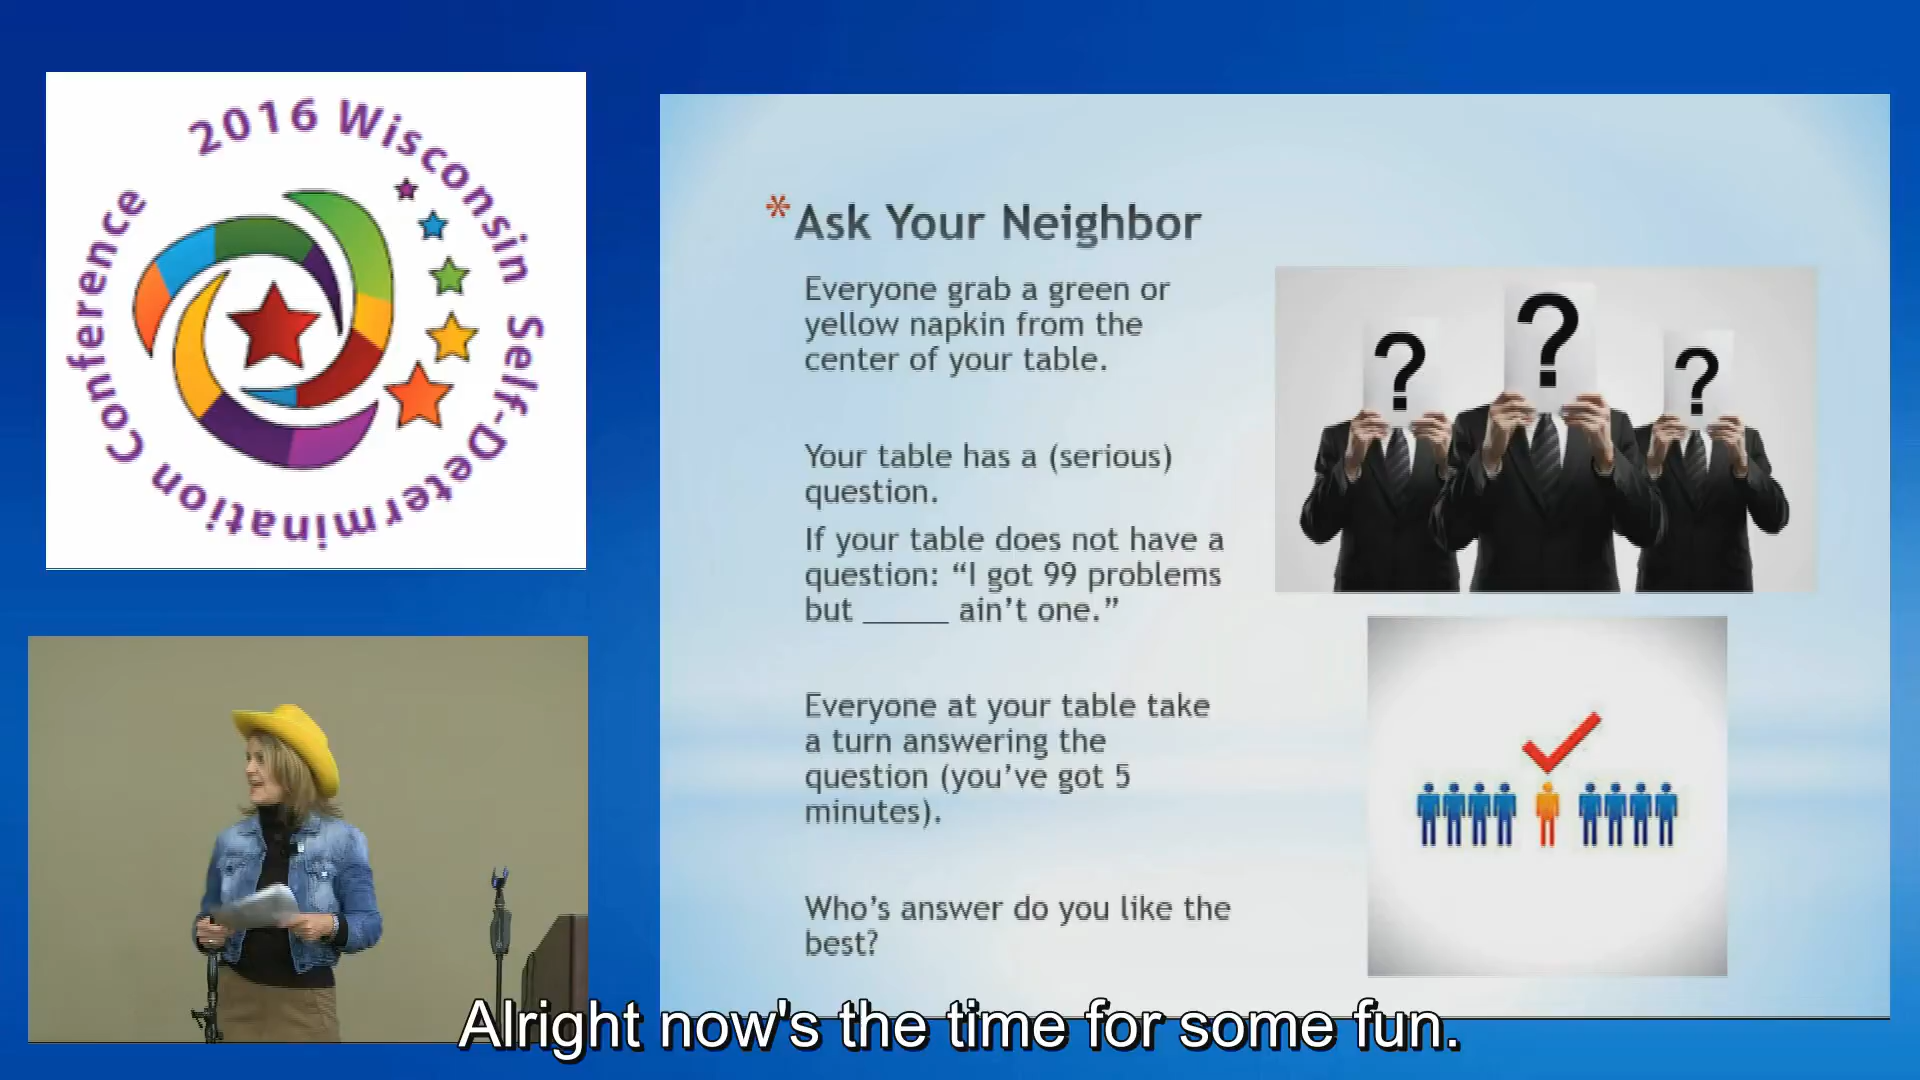 2016 Wisconsin Self-Determination Conference
*Ask Your Neighbor
Everyone grab a green or
yellow napkin from the
center of your table.
Your table has a (serious)
question.
If your table does not have a
question: “I got 99 problems
but _____ ain’t one.”
Everyone at your table take
a turn answering the
question (you’ve got 5
minutes).
Who’s answer do you like the
best?
?
?
?
Alright now's the time for some fun.